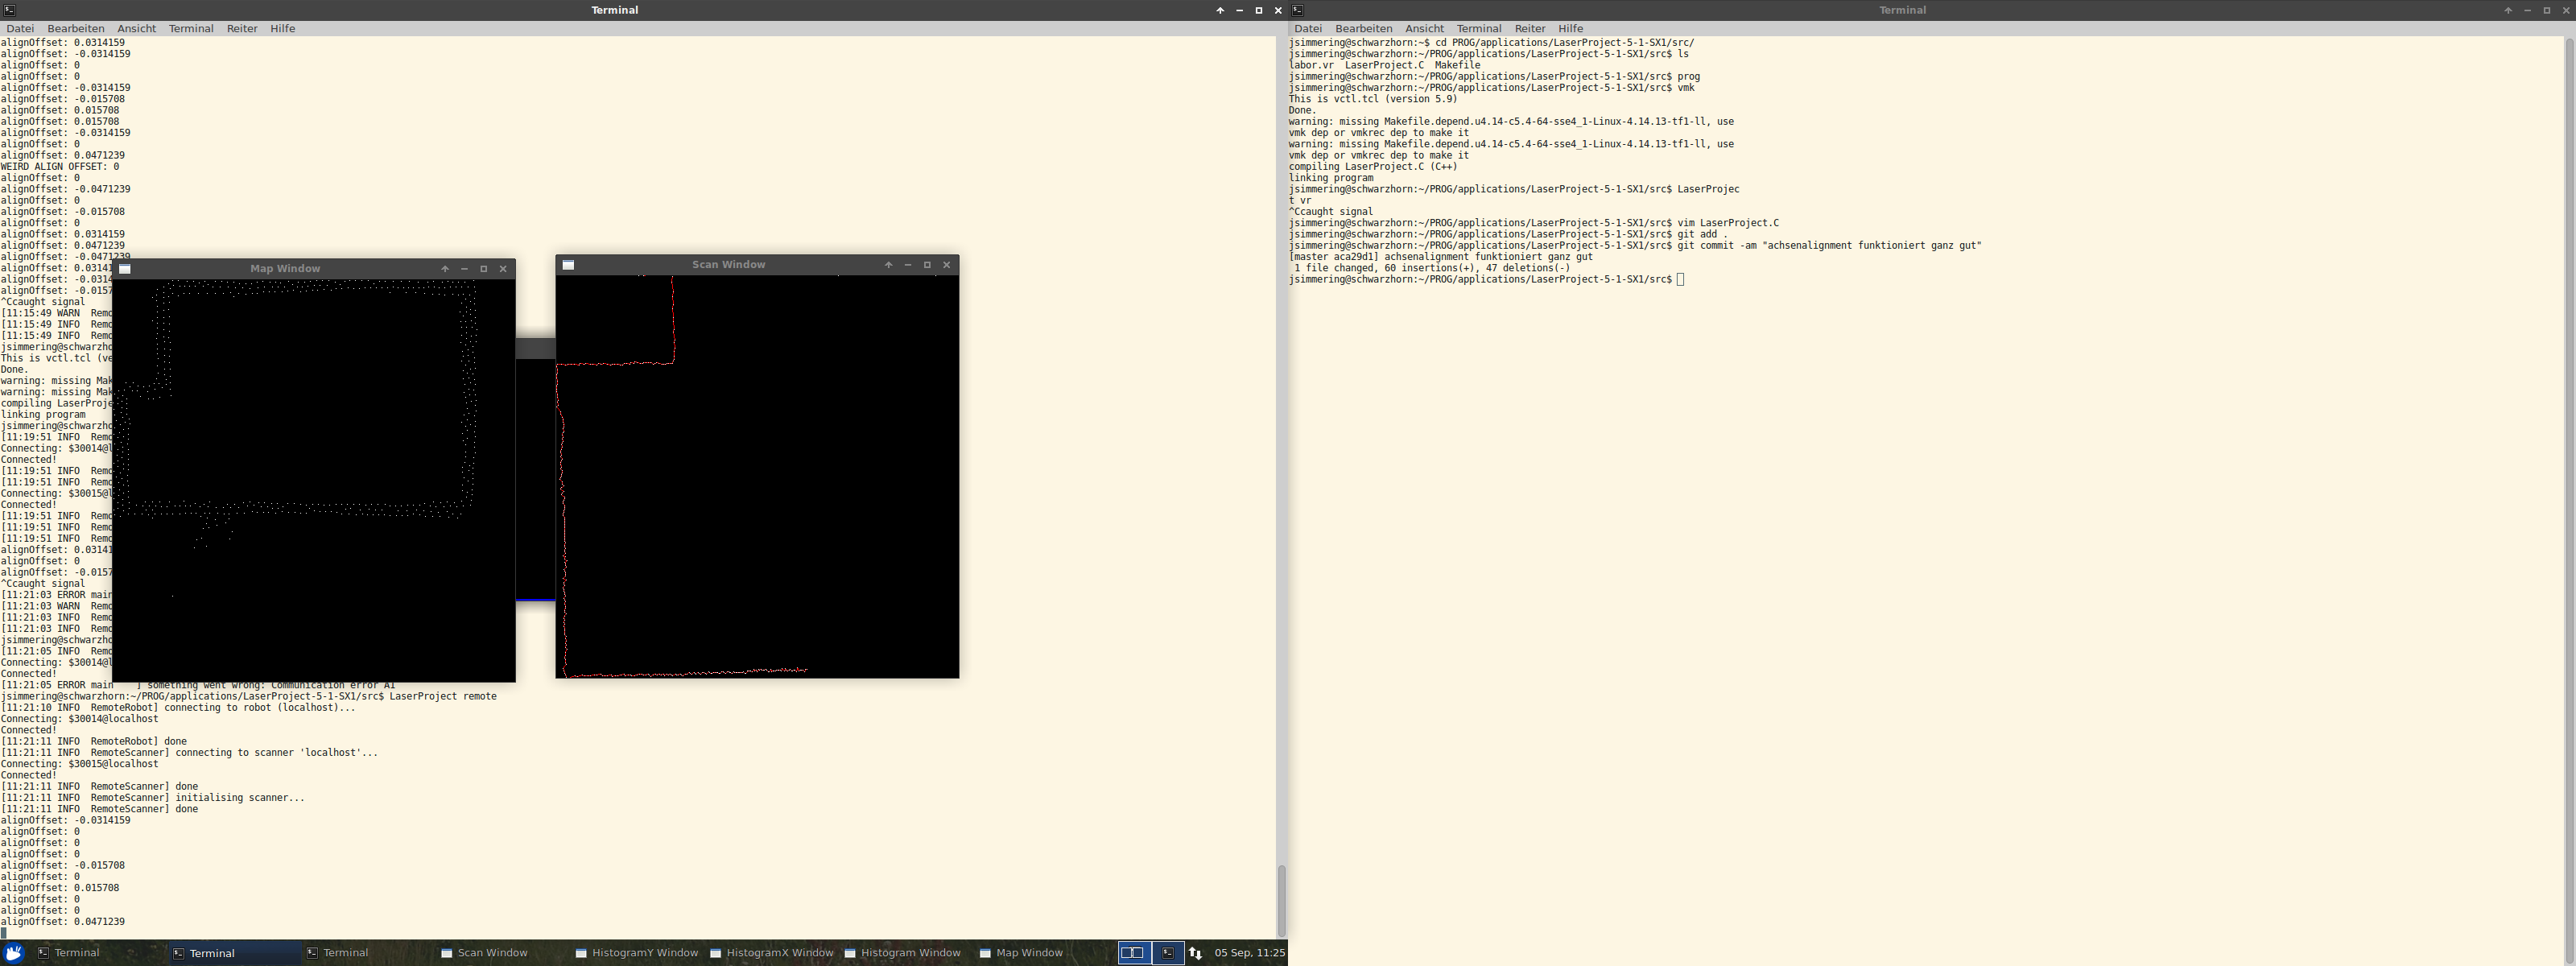 Terminal
Datei Bearbeiten Ansicht Terminal Reiter Hilfe
alignOffset: 0.0314159
alignOffset: -0.0314159
alignOffset: 0
alignOffset: 0
alignOffset: -0.0314159
alignOffset: -0.015708
alignOffset: 0.015708
alignOffset: 0.015708
alignOffset: -0.0314159
alignOffset: 0
alignOffset: 0.0471239
WEIRD ALIGN OFFSET: 0
alignOffset: 0
alignOffset: -0.0471239
alignOffset: 0
alignOffset: -0.015708
alignOffset: 0
alignOffset: 0.0314159
alignOffset: 0.0471239
alignOffset: -0.0471239
alignOffset: 0.0314
alignOffset: -0.0314
alignOffset: -0.0157
^Ccaught signal
[11:15:49 WARN  Remo
[11:15:49 INFO  Remo
[11:15:49 INFO  Remo
jsimmering@schwarzho
This is vctl.tcl (ve
Done.
warning: missing Mak
warning: missing Mak
compiling LaserProje
linking program
jsimmering@schwarzho
[11:19:51 INFO  Remo
Connecting: $30014@l
Connected!
[11:19:51 INFO  Remo
[11:19:51 INFO  Remo
Connecting: $30015@l
Connected!
[11:19:51 INFO  Remo
[11:19:51 INFO  Remo
[11:19:51 INFO  Remo
alignOffset: 0.03141
alignOffset: 0
alignOffset: -0.0157
^Ccaught signal
[11:21:03 ERROR main
[11:21:03 WARN  Remo
[11:21:03 INFO  Remo
[11:21:03 INFO  Remo
jsimmering@schwarzho
[11:21:05 INFO  Remo
Connecting: $30014@l
Connected!
[11:21:05 ERROR main    ] something went wrong: Communication error AI
jsimmering@schwarzhorn:~/PROG/applications/LaserProject-5-1-SX1/src$ LaserProject remote
[11:21:10 INFO  RemoteRobot] connecting to robot (localhost)...
Connecting: $30014@localhost
Connected!
[11:21:11 INFO  RemoteRobot] done
[11:21:11 INFO  RemoteScanner] connecting to scanner 'localhost'...
Connecting: $30015@localhost
Connected!
[11:21:11 INFO  RemoteScanner] done
[11:21:11 INFO  RemoteScanner] initialising scanner...
[11:21:11 INFO  RemoteScanner] done
alignOffset: -0.0314159
alignOffset: 0
alignOffset: 0
alignOffset: 0
alignOffset: -0.015708
alignOffset: 0
alignOffset: 0.015708
alignOffset: 0
alignOffset: 0
alignOffset: 0.0471239
Map Window
Scan Window
Terminal
Datei Bearbeiten Ansicht Terminal Reiter Hilfe
jsimmering@schwarzhorn:~$ cd PROG/applications/LaserProject-5-1-SX1/src/
jsimmering@schwarzhorn:~/PROG/applications/LaserProject-5-1-SX1/src$ ls
labor.vr  LaserProject.C  Makefile
jsimmering@schwarzhorn:~/PROG/applications/LaserProject-5-1-SX1/src$ prog
jsimmering@schwarzhorn:~/PROG/applications/LaserProject-5-1-SX1/src$ vmk
This is vctl.tcl (version 5.9)
Done.
warning: missing Makefile.depend.u4.14-c5.4-64-sse4_1-Linux-4.14.13-tf1-ll, use
vmk dep or vmkrec dep to make it
warning: missing Makefile.depend.u4.14-c5.4-64-sse4_1-Linux-4.14.13-tf1-ll, use
vmk dep or vmkrec dep to make it
compiling LaserProject.C (C++)
linking program
jsimmering@schwarzhorn:~/PROG/applications/LaserProject-5-1-SX1/src$ LaserProjec
t vr
^Ccaught signal
jsimmering@schwarzhorn:~/PROG/applications/LaserProject-5-1-SX1/src$ vim LaserProject.C
jsimmering@schwarzhorn:~/PROG/applications/LaserProject-5-1-SX1/src$ git add .
jsimmering@schwarzhorn:~/PROG/applications/LaserProject-5-1-SX1/src$ git commit -am "achsenalignment funktioniert ganz gut"
[master aca29d1] achsenalignment funktioniert ganz gut
 1 file changed, 60 insertions(+), 47 deletions(-)
jsimmering@schwarzhorn:~/PROG/applications/LaserProject-5-1-SX1/src$
Terminal Terminal Terminal Scan Window HistogramY Window HistogramX Window Histogram Window Map Window 05 Sep, 11:25